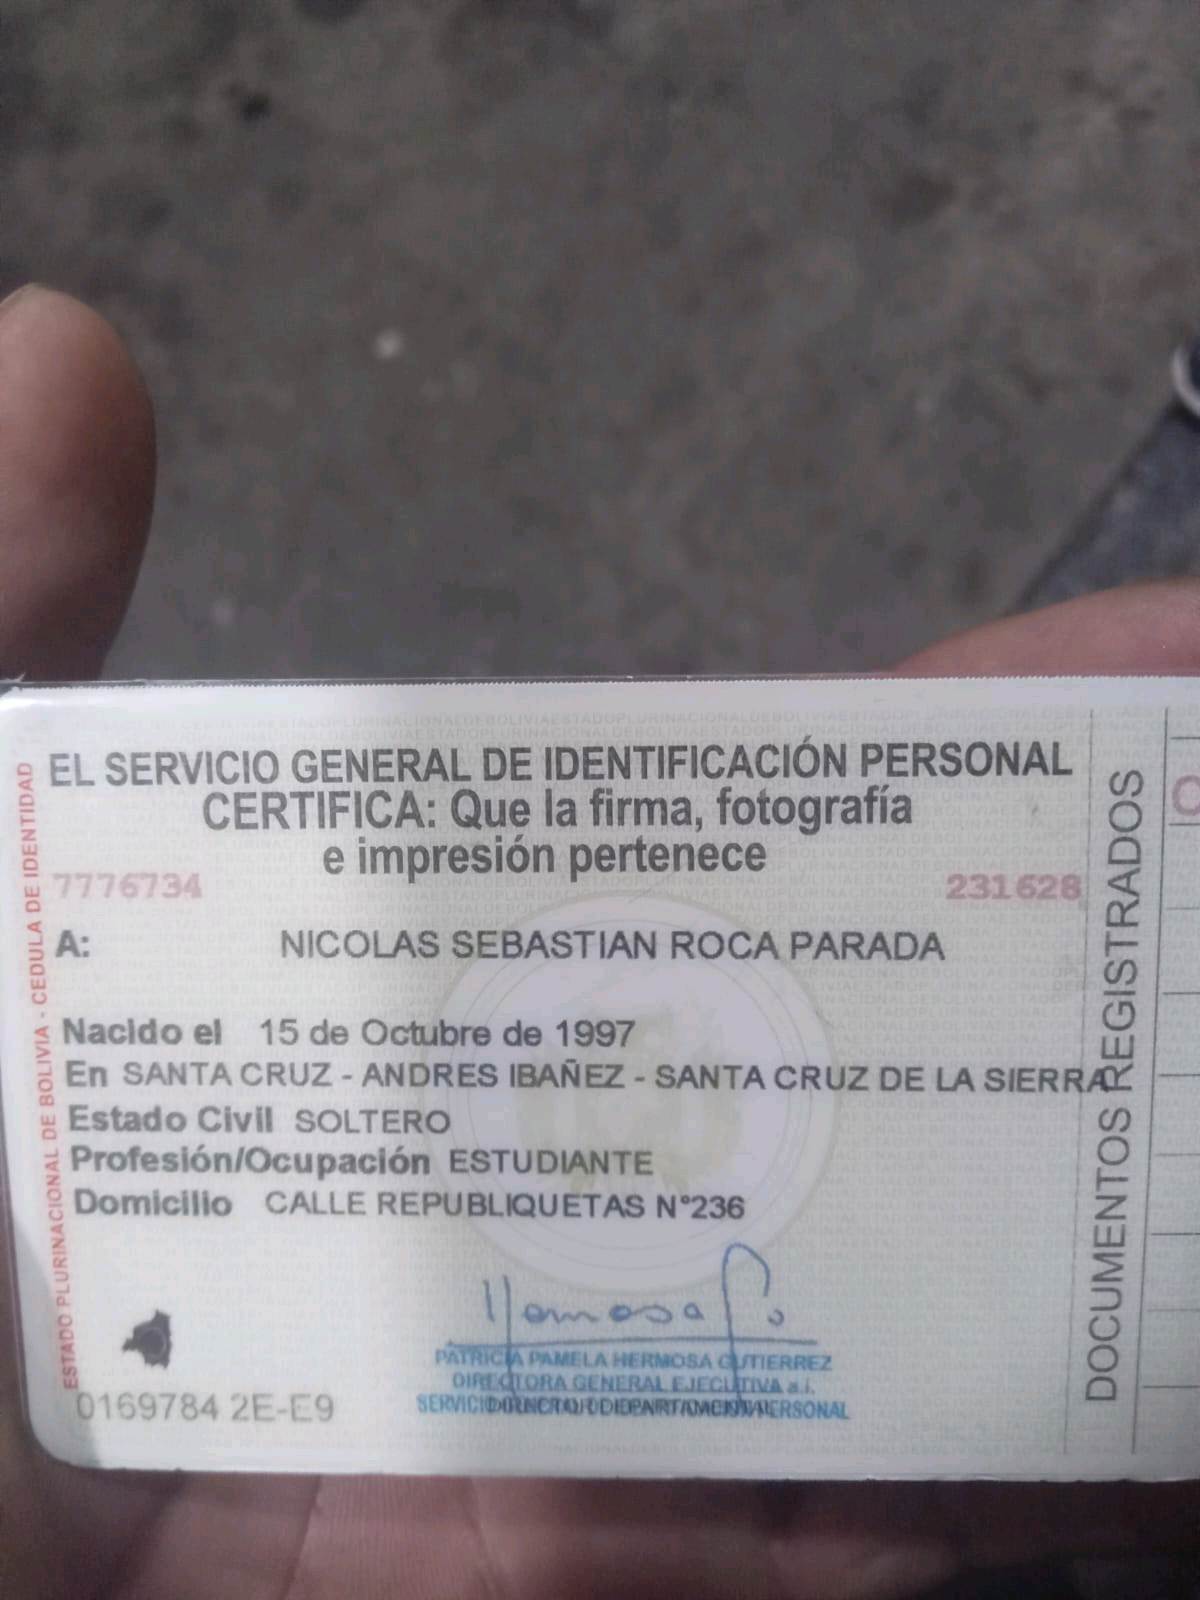 EL SERVICIO GENERAL DE IDENTIFICACIÓN PERSONAL
CERTIFICA: Que la firma, fotografía
e impresión pertenece
7776734 231628
A: NICOLAS SEBASTIAN ROCA PARADA
Nacido el 15 de Octubre de 1997
En SANTA CRUZ - ANDRES IBAÑEZ - SANTA CRUZ DE LA SIERRA
Estado Civil SOLTERO
Profesión/Ocupación ESTUDIANTE
Domicilio CALLE REPUBLIQUETAS N°236
Hermosa
PATRICIA PAMELA HERMOSA GUTIERREZ
DIRECTORA GENERAL EJECUTIVA a.i.
SERVICIO PERSONAL
DIRECTOR DEPARTAMENTAL
0169784 2E-E9
ESTADO PLURINACIONAL DE BOLIVIA - CEDULA DE IDENTIDAD
DOCUMENTOS REGISTRADOS